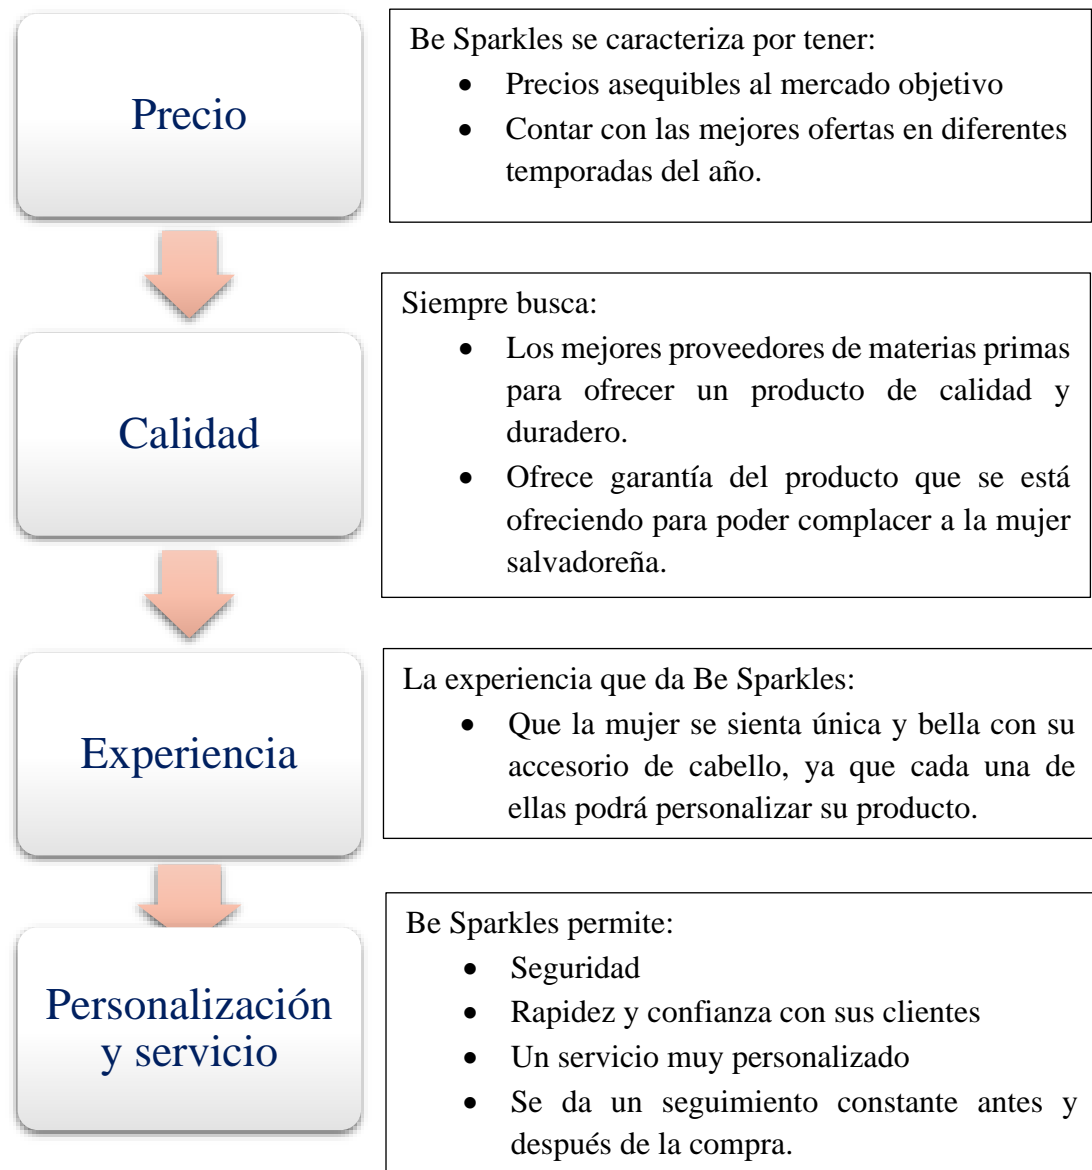 Precio
Be Sparkles se caracteriza por tener:
• Precios asequibles al mercado objetivo
• Contar con las mejores ofertas en diferentes
temporadas del año.
Calidad
Siempre busca:
• Los mejores proveedores de materias primas
para ofrecer un producto de calidad y
duradero.
• Ofrece garantía del producto que se está
ofreciendo para poder complacer a la mujer
salvadoreña.
Experiencia
La experiencia que da Be Sparkles:
• Que la mujer se sienta única y bella con su
accesorio de cabello, ya que cada una de
ellas podrá personalizar su producto.
Personalización
y servicio
Be Sparkles permite:
• Seguridad
• Rapidez y confianza con sus clientes
• Un servicio muy personalizado
• Se da un seguimiento constante antes y
después de la compra.